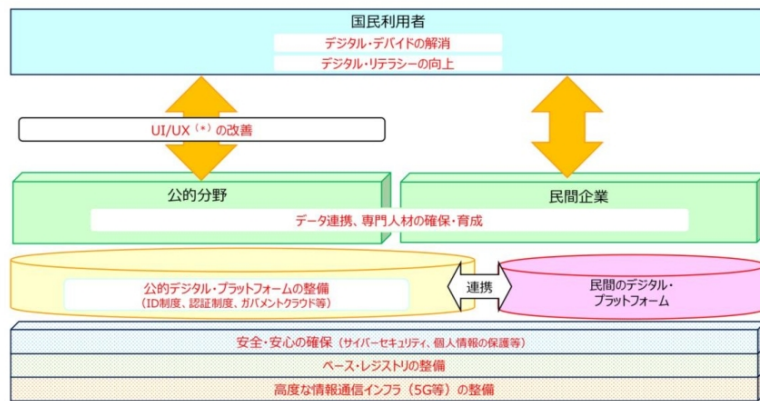 国民利用者
デジタル・デバイドの解消
デジタル・リテラシーの向上
UI/UX（*）の改善
公的分野
民間企業
データ連携、専門人材の確保・育成
公的デジタル・プラットフォームの整備
（ID制度、認証制度、ガバメントクラウド等）
連携
民間のデジタル・
プラットフォーム
安全・安心の確保（サイバーセキュリティ、個人情報の保護等）
ベース・レジストリの整備
高度な情報通信インフラ（5G等）の整備